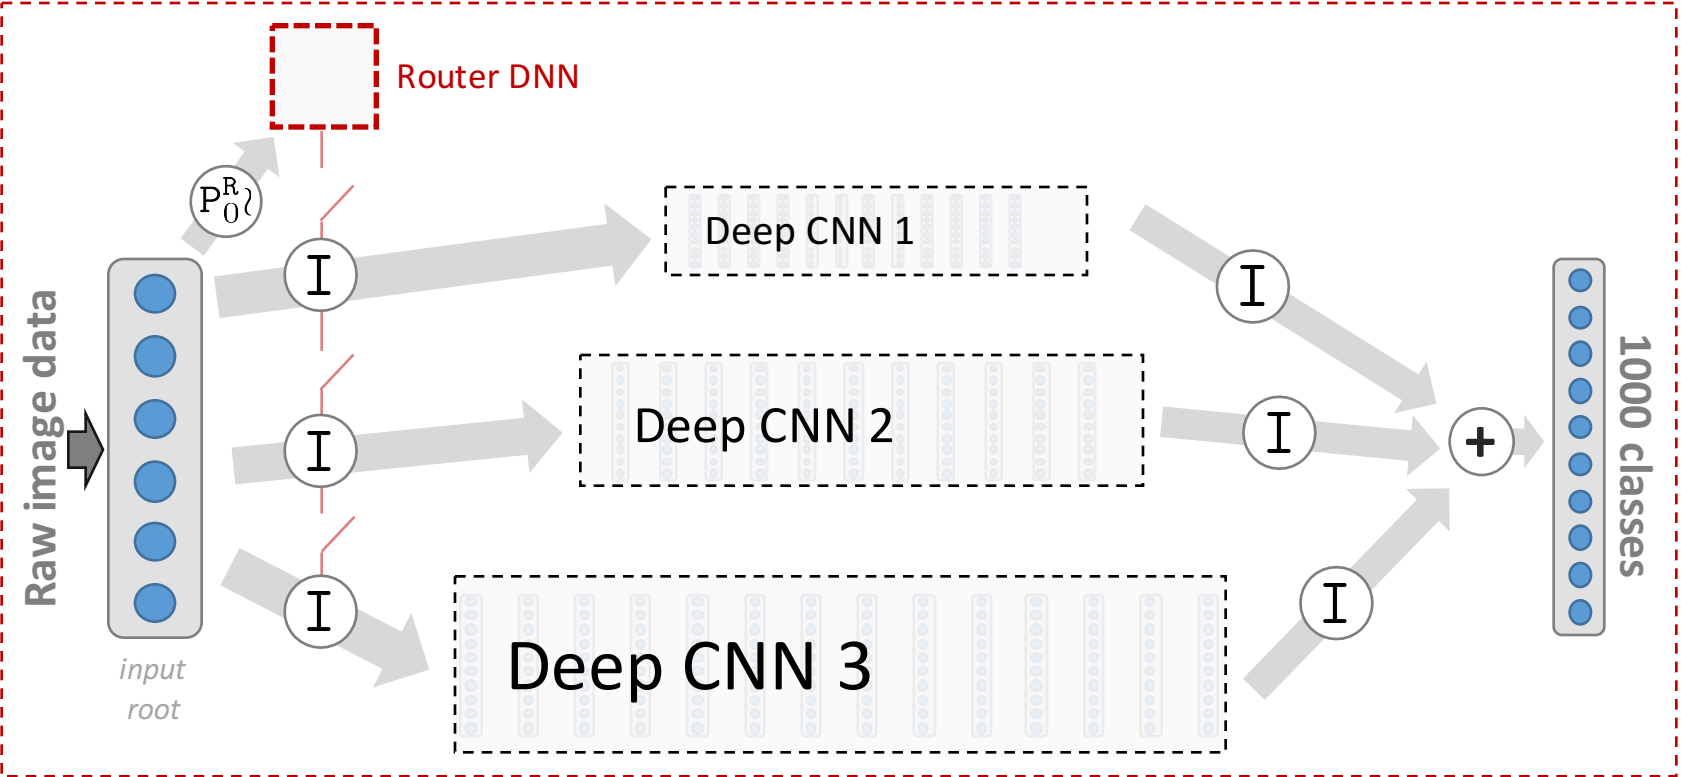 Router DNN
P R O ~
I
Deep CNN 1
I
Raw image data
I
Deep CNN 2
I
+
1000 classes
I
Deep CNN 3
I
input
root